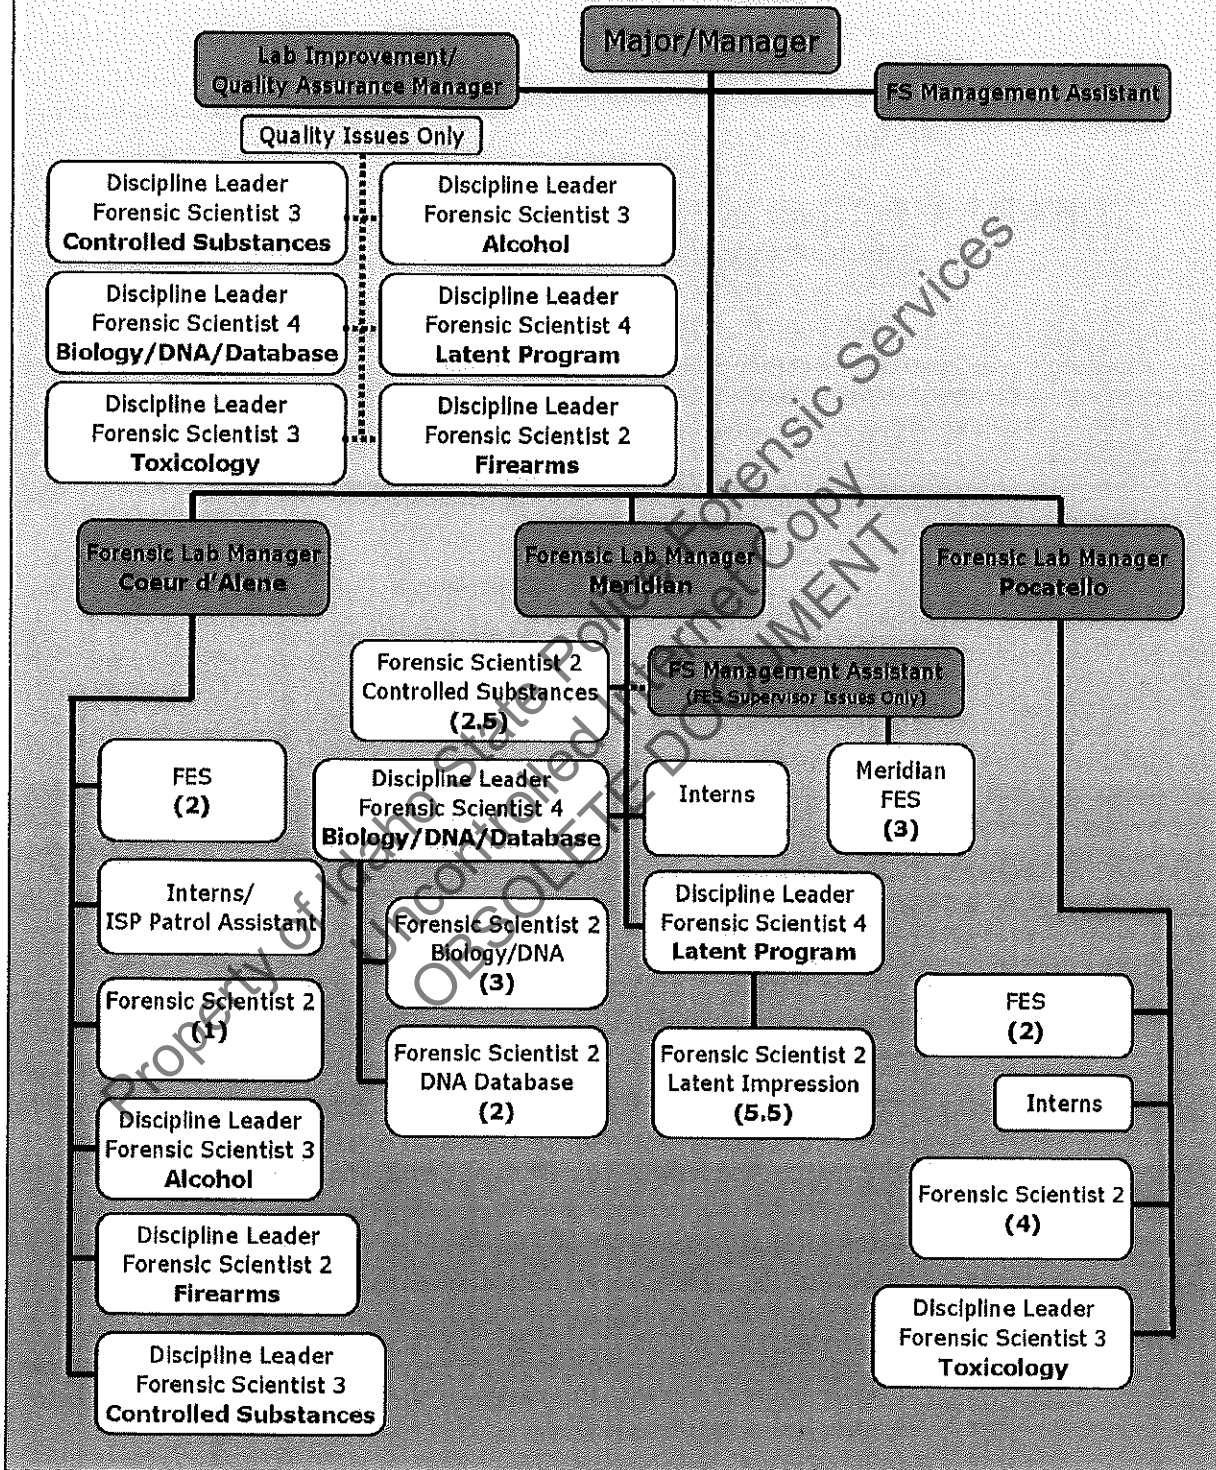 Major/Manager
Lab Improvement/
Quality Assurance Manager
FS Management Assistant
Quality Issues Only
Discipline Leader
Forensic Scientist 3
Controlled Substances
Discipline Leader
Forensic Scientist 3
Alcohol
Discipline Leader
Forensic Scientist 4
Biology/DNA/Database
Discipline Leader
Forensic Scientist 4
Latent Program
Discipline Leader
Forensic Scientist 3
Toxicology
Discipline Leader
Forensic Scientist 2
Firearms
Forensic Lab Manager
Coeur d'Alene
Forensic Lab Manager
Meridian
Forensic Lab Manager
Pocatello
FES
(2)
Interns/
ISP Patrol Assistant
Forensic Scientist 2
(1)
Discipline Leader
Forensic Scientist 3
Alcohol
Discipline Leader
Forensic Scientist 2
Firearms
Discipline Leader
Forensic Scientist 3
Controlled Substances
Forensic Scientist 2
Controlled Substances
(2.5)
FS Management Assistant
(FES Supervisor Issues Only)
Meridian
FES
(3)
Discipline Leader
Forensic Scientist 4
Biology/DNA/Database
Interns
Forensic Scientist 2
Biology/DNA
(3)
Forensic Scientist 2
DNA Database
(2)
Discipline Leader
Forensic Scientist 4
Latent Program
Forensic Scientist 2
Latent Impression
(5.5)
FES
(2)
Interns
Forensic Scientist 2
(4)
Discipline Leader
Forensic Scientist 3
Toxicology
Property of Idaho State Police Forensic Services
Uncontrolled Internet Copy
OBSOLETE DOCUMENT